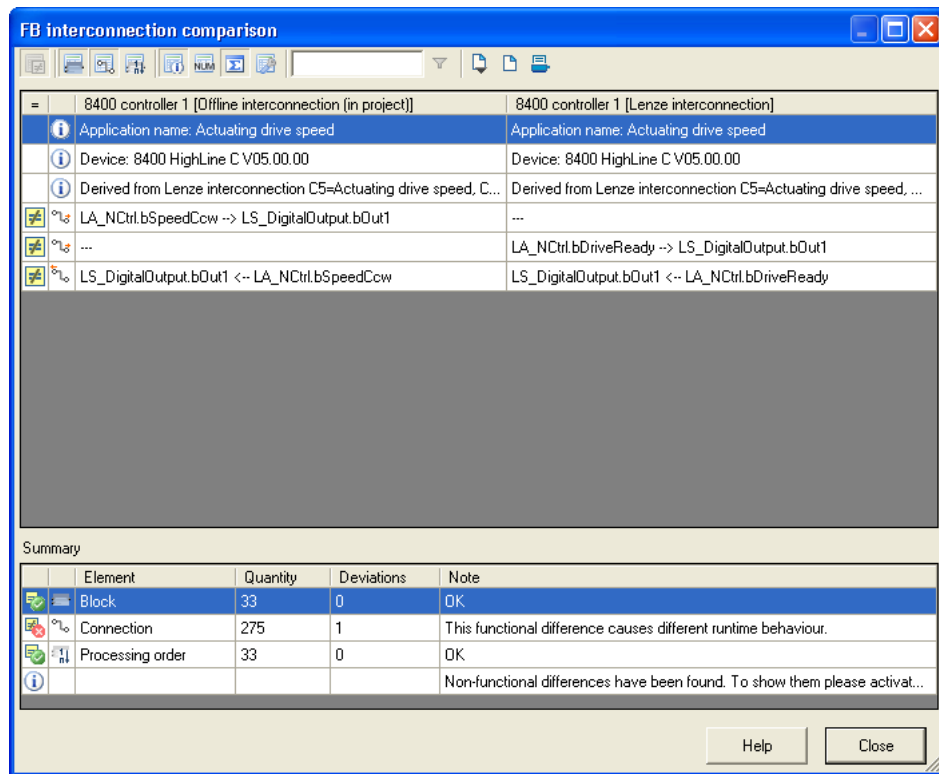 FB interconnection comparison
NUM
= 8400 controller 1 [Offline interconnection (in project)] 8400 controller 1 [Lenze interconnection]
Application name: Actuating drive speed Application name: Actuating drive speed
Device: 8400 HighLine C V05.00.00 Device: 8400 HighLine C V05.00.00
Derived from Lenze interconnection C5=Actuating drive speed, C... Derived from Lenze interconnection C5=Actuating drive speed, ...
LA_NCtrl.bSpeedCcw --> LS_DigitalOutput.bOut1 ---
--- LA_NCtrl.bDriveReady --> LS_DigitalOutput.bOut1
LS_DigitalOutput.bOut1 <-- LA_NCtrl.bSpeedCcw LS_DigitalOutput.bOut1 <-- LA_NCtrl.bDriveReady
Summary
Element Quantity Deviations Note
Block 33 0 OK
Connection 275 1 This functional difference causes different runtime behaviour.
Processing order 33 0 OK
Non-functional differences have been found. To show them please activat...
Help Close